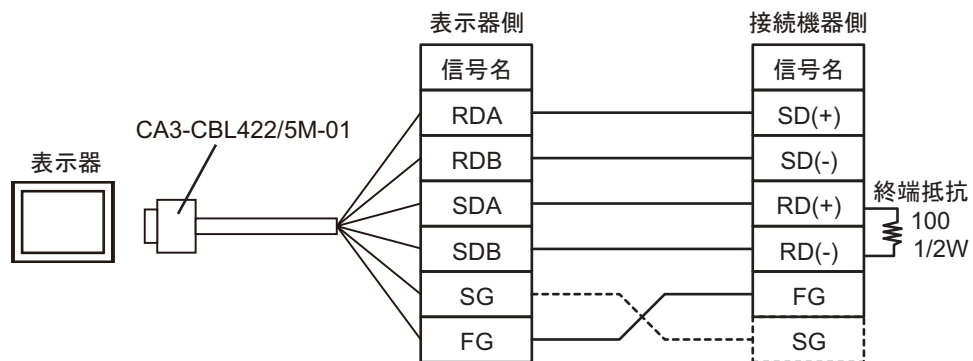 表示器側
接続機器側
信号名
信号名
RDA
SD(+)
CA3-CBL422/5M-01
RDB
SD(-)
表示器
SDA
RD(+)
終端抵抗
100
1/2W
SDB
RD(-)
SG
FG
FG
SG